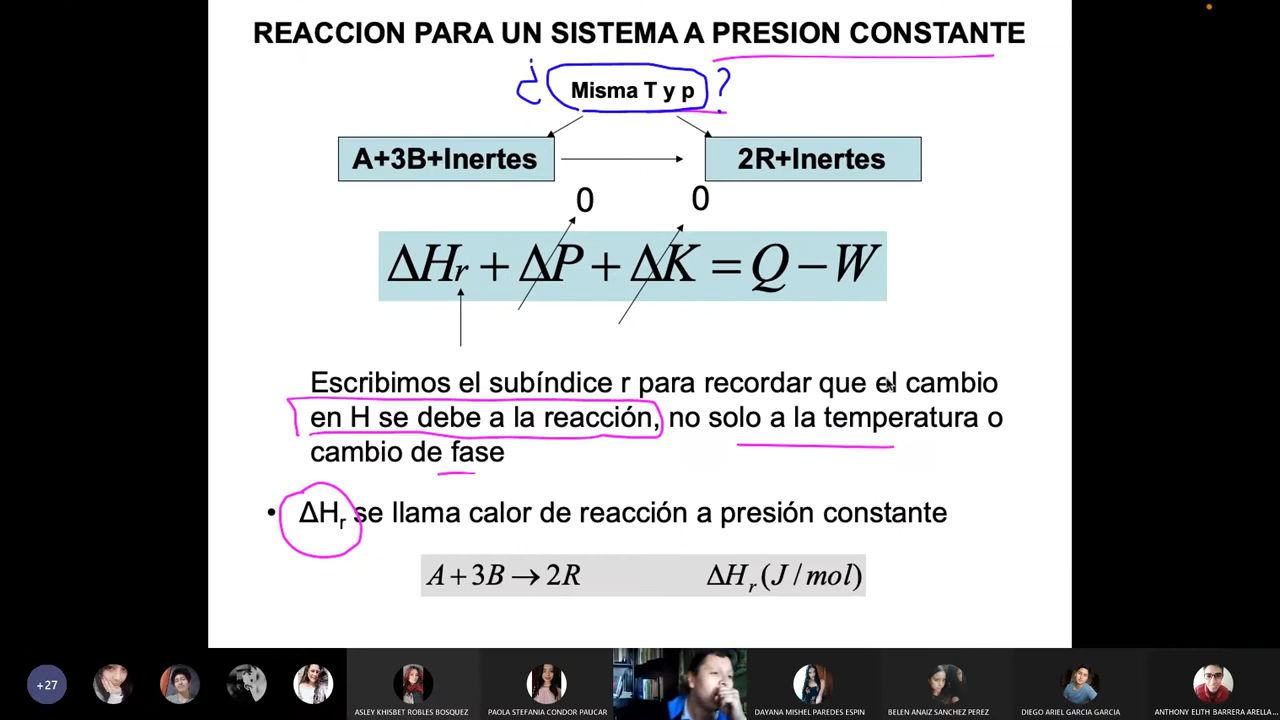 REACCION PARA UN SISTEMA A PRESION CONSTANTE
¿ Misma T y p ?
A+3B+Inertes
2R+Inertes
0 0
ΔHr + ΔP + ΔK = Q − W
Escribimos el subíndice r para recordar que el cambio
en H se debe a la reacción, no solo a la temperatura o
cambio de fase
• ΔHr se llama calor de reacción a presión constante
A + 3B → 2R ΔHr (J / mol)
+27
ASLEY KHISBET ROBLES BOSQUEZ
PAOLA STEFANIA CONDOR PAUCAR
DAYANA MISHEL PAREDES ESPIN
BELEN ANAIZ SANCHEZ PEREZ
DIEGO ARIEL GARCIA GARCIA
ANTHONY ELITH BARRERA ARELLA...